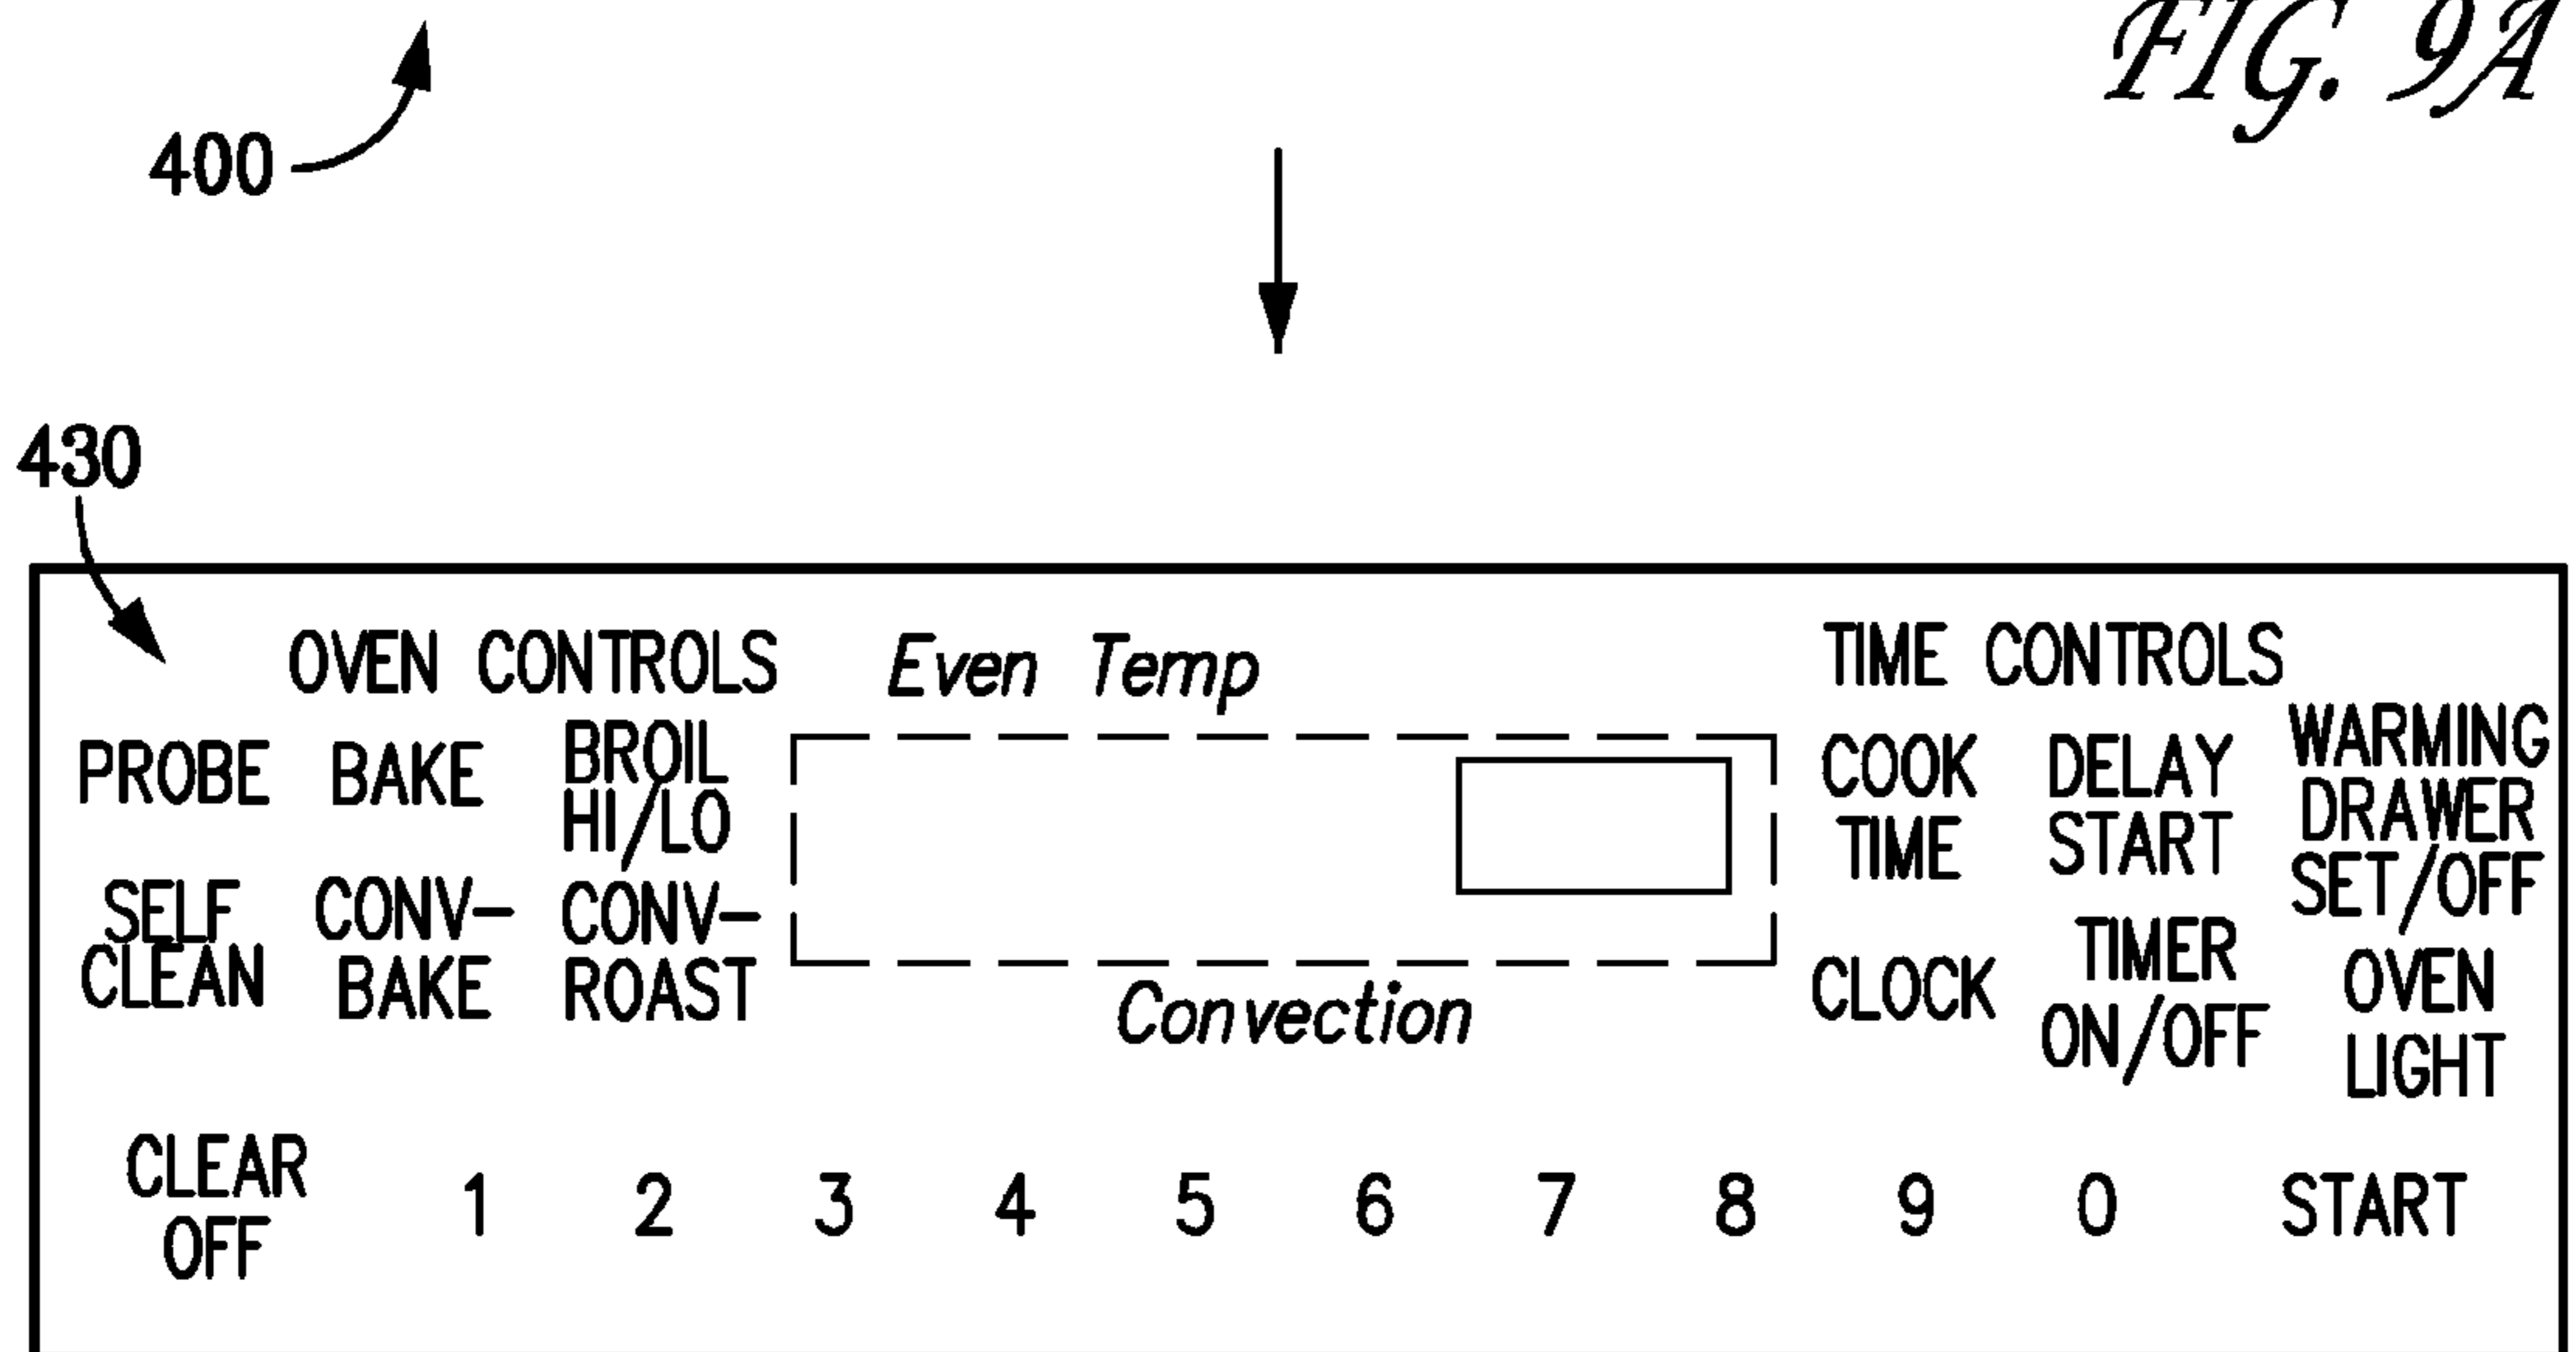 FIG. 9A
400
430
OVEN CONTROLS
PROBE
BAKE
BROIL
HI/LO
SELF
CLEAN
CONV-
BAKE
CONV-
ROAST
Even Temp
Convection
TIME CONTROLS
COOK
TIME
DELAY
START
WARMING
DRAWER
SET/OFF
CLOCK
TIMER
ON/OFF
OVEN
LIGHT
CLEAR
OFF
1 2 3 4 5 6 7 8 9 0 START